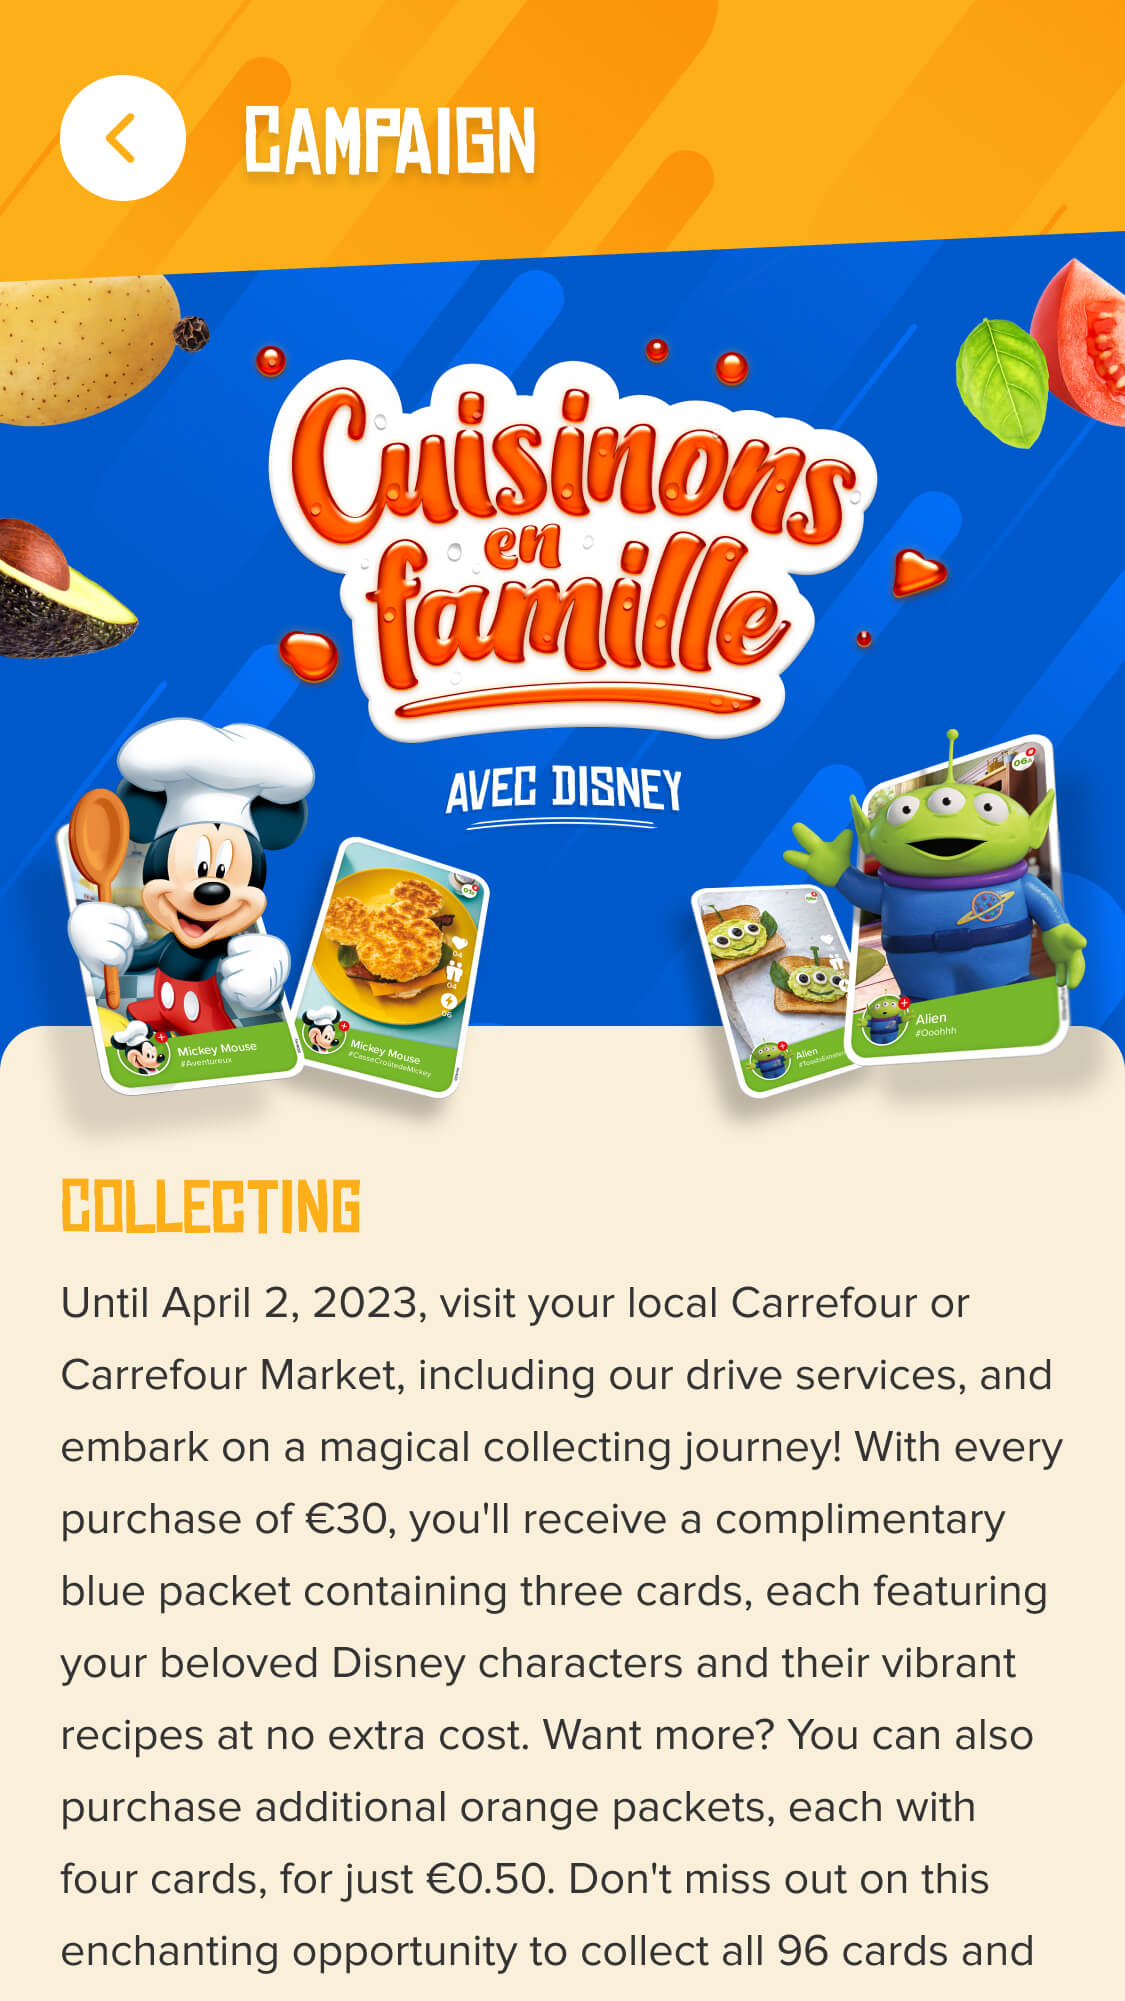 CAMPAIGN
Cuisinons
en
famille
AVEC DISNEY
06A
Mickey Mouse
#Aventureux
04
04
06
Mickey Mouse
#CasseCroûtedeMickey
Alien
Alien
#Ooohhh
COLLECTING
Until April 2, 2023, visit your local Carrefour or
Carrefour Market, including our drive services, and
embark on a magical collecting journey! With every
purchase of €30, you'll receive a complimentary
blue packet containing three cards, each featuring
your beloved Disney characters and their vibrant
recipes at no extra cost. Want more? You can also
purchase additional orange packets, each with
four cards, for just €0.50. Don't miss out on this
enchanting opportunity to collect all 96 cards and